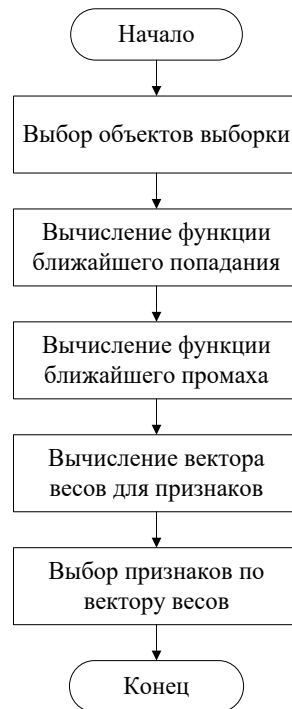 Начало
Выбор объектов выборки
Вычисление функции
ближайшего попадания
Вычисление функции
ближайшего промаха
Вычисление вектора
весов для признаков
Выбор признаков по
вектору весов
Конец